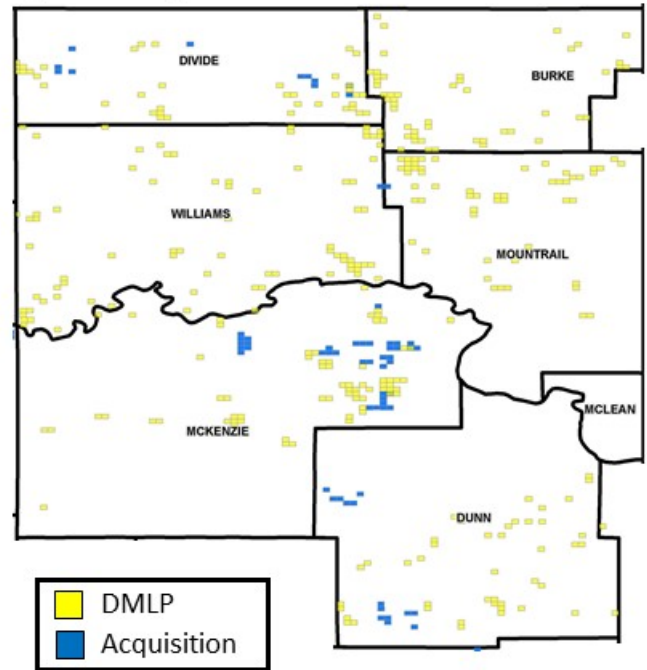 DIVIDE
BURKE
WILLIAMS
MOUNTRAIL
MCLEAN
MCKENZIE
DUNN
DMLP
Acquisition